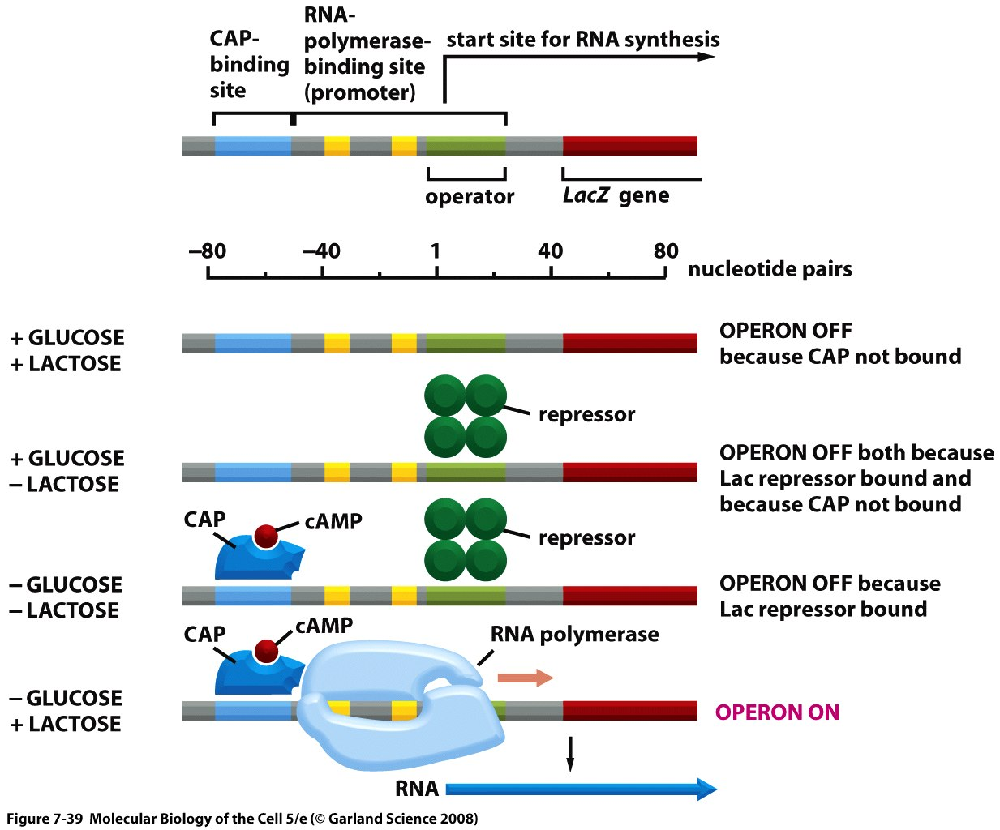 CAP-
binding
site
RNA-
polymerase-
binding site
(promoter)
start site for RNA synthesis
operator
LacZ gene
–80 –40 1 40 80
nucleotide pairs
+ GLUCOSE
+ LACTOSE
OPERON OFF
because CAP not bound
repressor
+ GLUCOSE
– LACTOSE
OPERON OFF both because
Lac repressor bound and
because CAP not bound
CAP
cAMP
repressor
– GLUCOSE
– LACTOSE
OPERON OFF because
Lac repressor bound
CAP
cAMP
RNA polymerase
– GLUCOSE
+ LACTOSE
OPERON ON
RNA
Figure 7-39 Molecular Biology of the Cell 5/e (© Garland Science 2008)